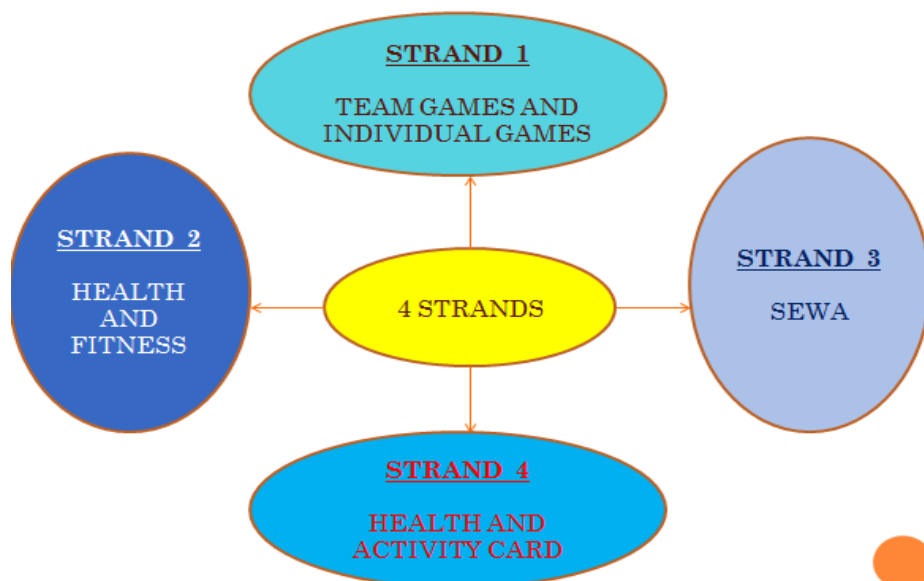 STRAND 1
TEAM GAMES AND
INDIVIDUAL GAMES
STRAND 2
HEALTH
AND
FITNESS
4 STRANDS
STRAND 3
SEWA
STRAND 4
HEALTH AND
ACTIVITY CARD